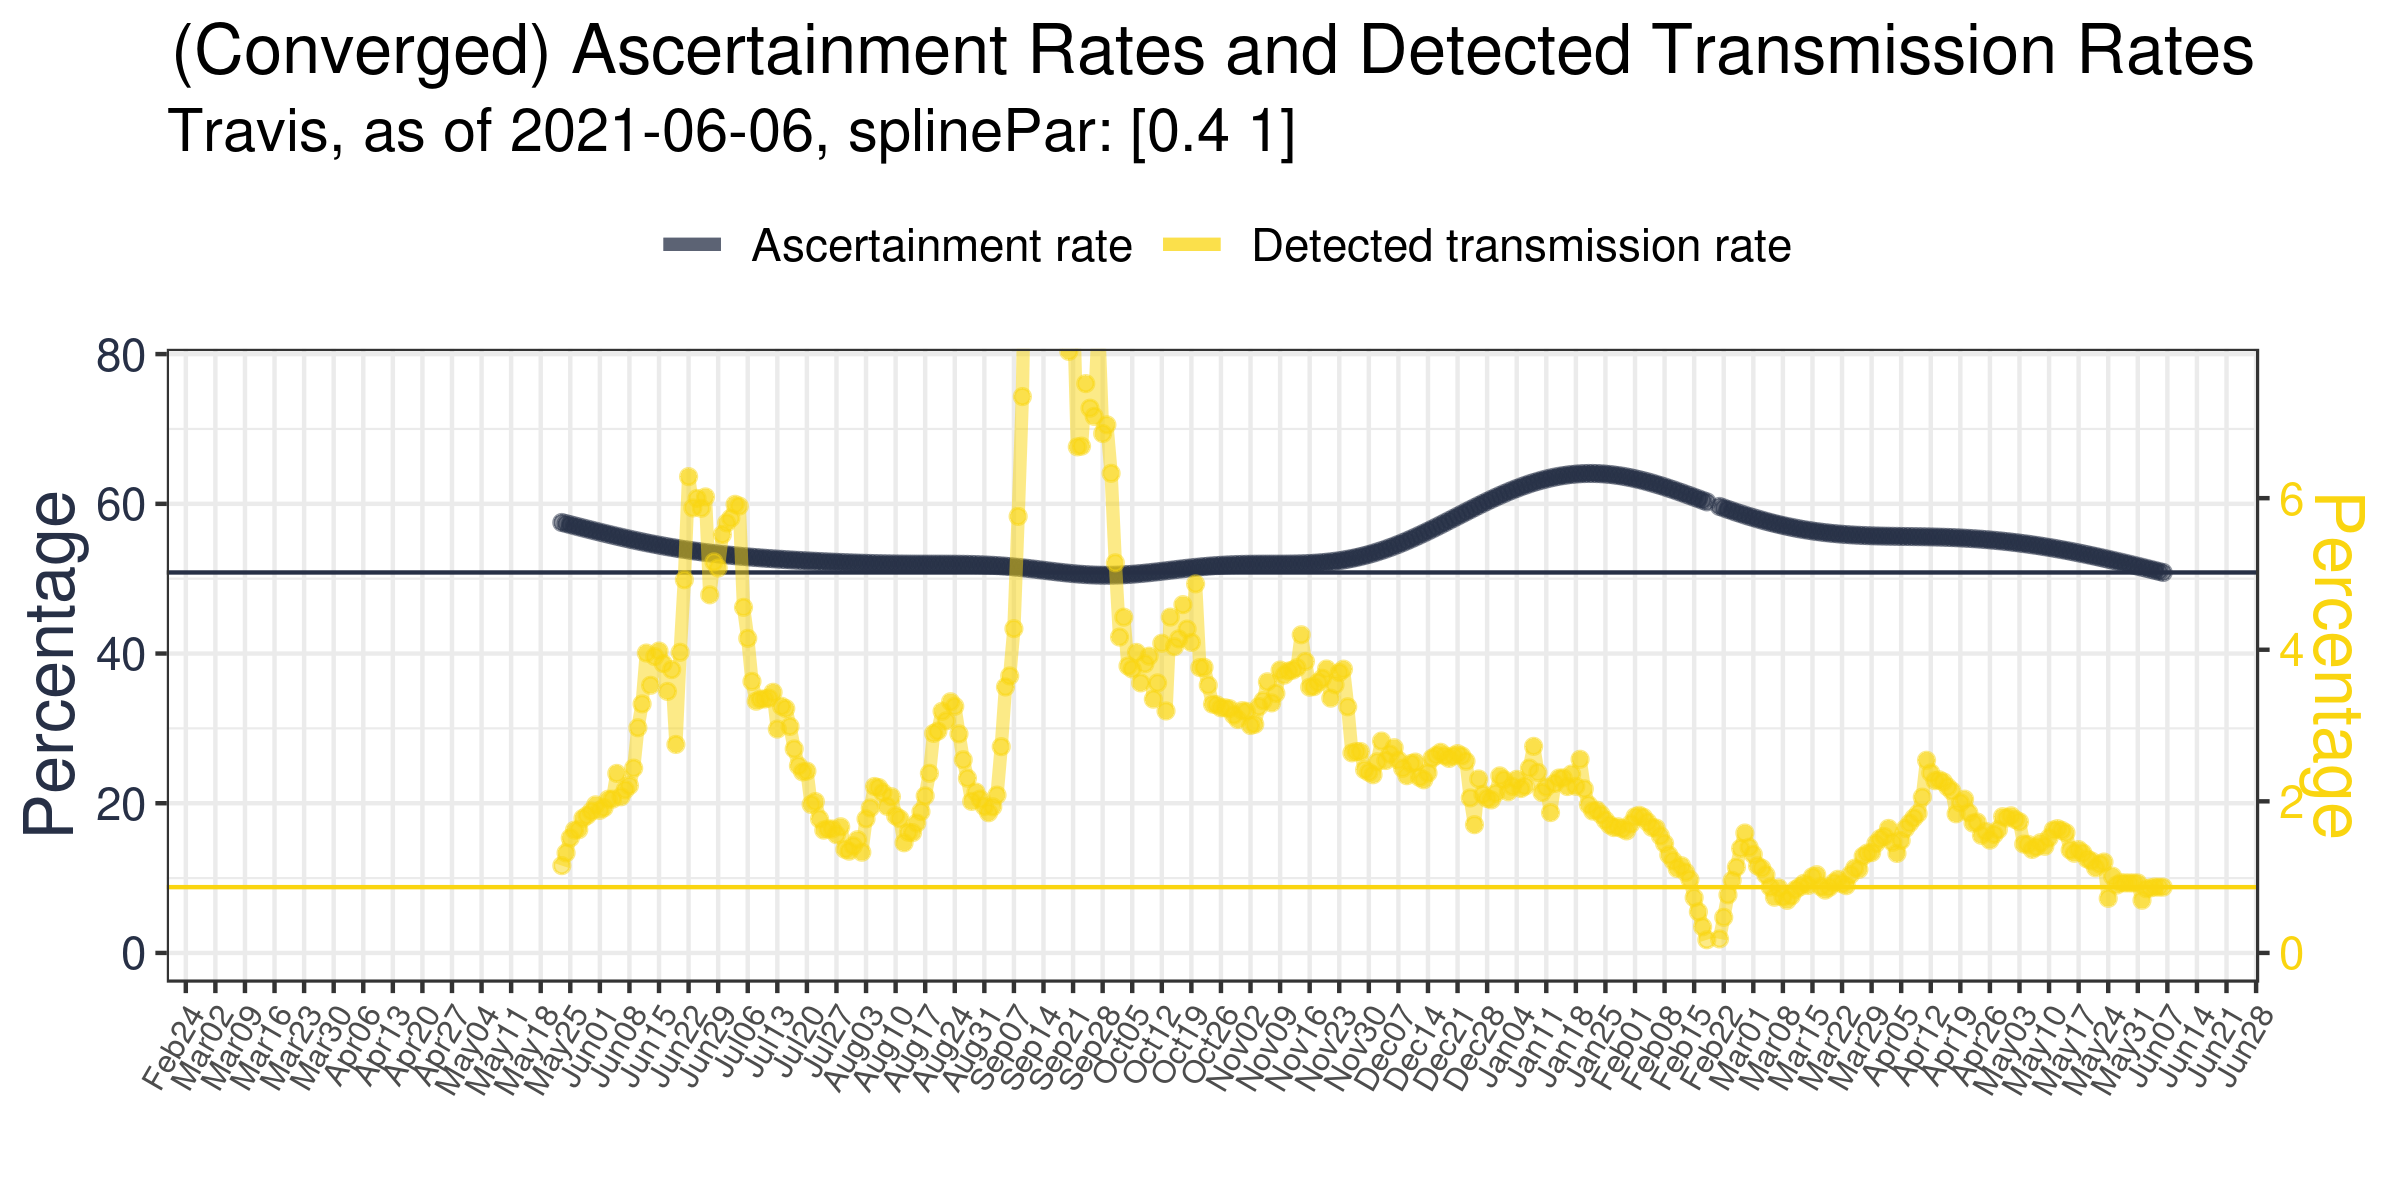 (Converged) Ascertainment Rates and Detected Transmission Rates
Travis, as of 2021-06-06, splinePar: [0.4 1]
Ascertainment rate
Detected transmission rate
Percentage
80
60
40
20
0
6
4
2
0
Percentage
Feb24
Mar02
Mar09
Mar16
Mar23
Mar30
Apr06
Apr13
Apr20
Apr27
May04
May11
May18
May25
Jun01
Jun08
Jun15
Jun22
Jun29
Jul06
Jul13
Jul20
Jul27
Aug03
Aug10
Aug17
Aug24
Aug31
Sep07
Sep14
Sep21
Sep28
Oct05
Oct12
Oct19
Oct26
Nov02
Nov09
Nov16
Nov23
Nov30
Dec07
Dec14
Dec21
Dec28
Jan04
Jan11
Jan18
Jan25
Feb01
Feb08
Feb15
Feb22
Mar01
Mar08
Mar15
Mar22
Mar29
Apr05
Apr12
Apr19
Apr26
May03
May10
May17
May24
May31
Jun07
Jun14
Jun21
Jun28